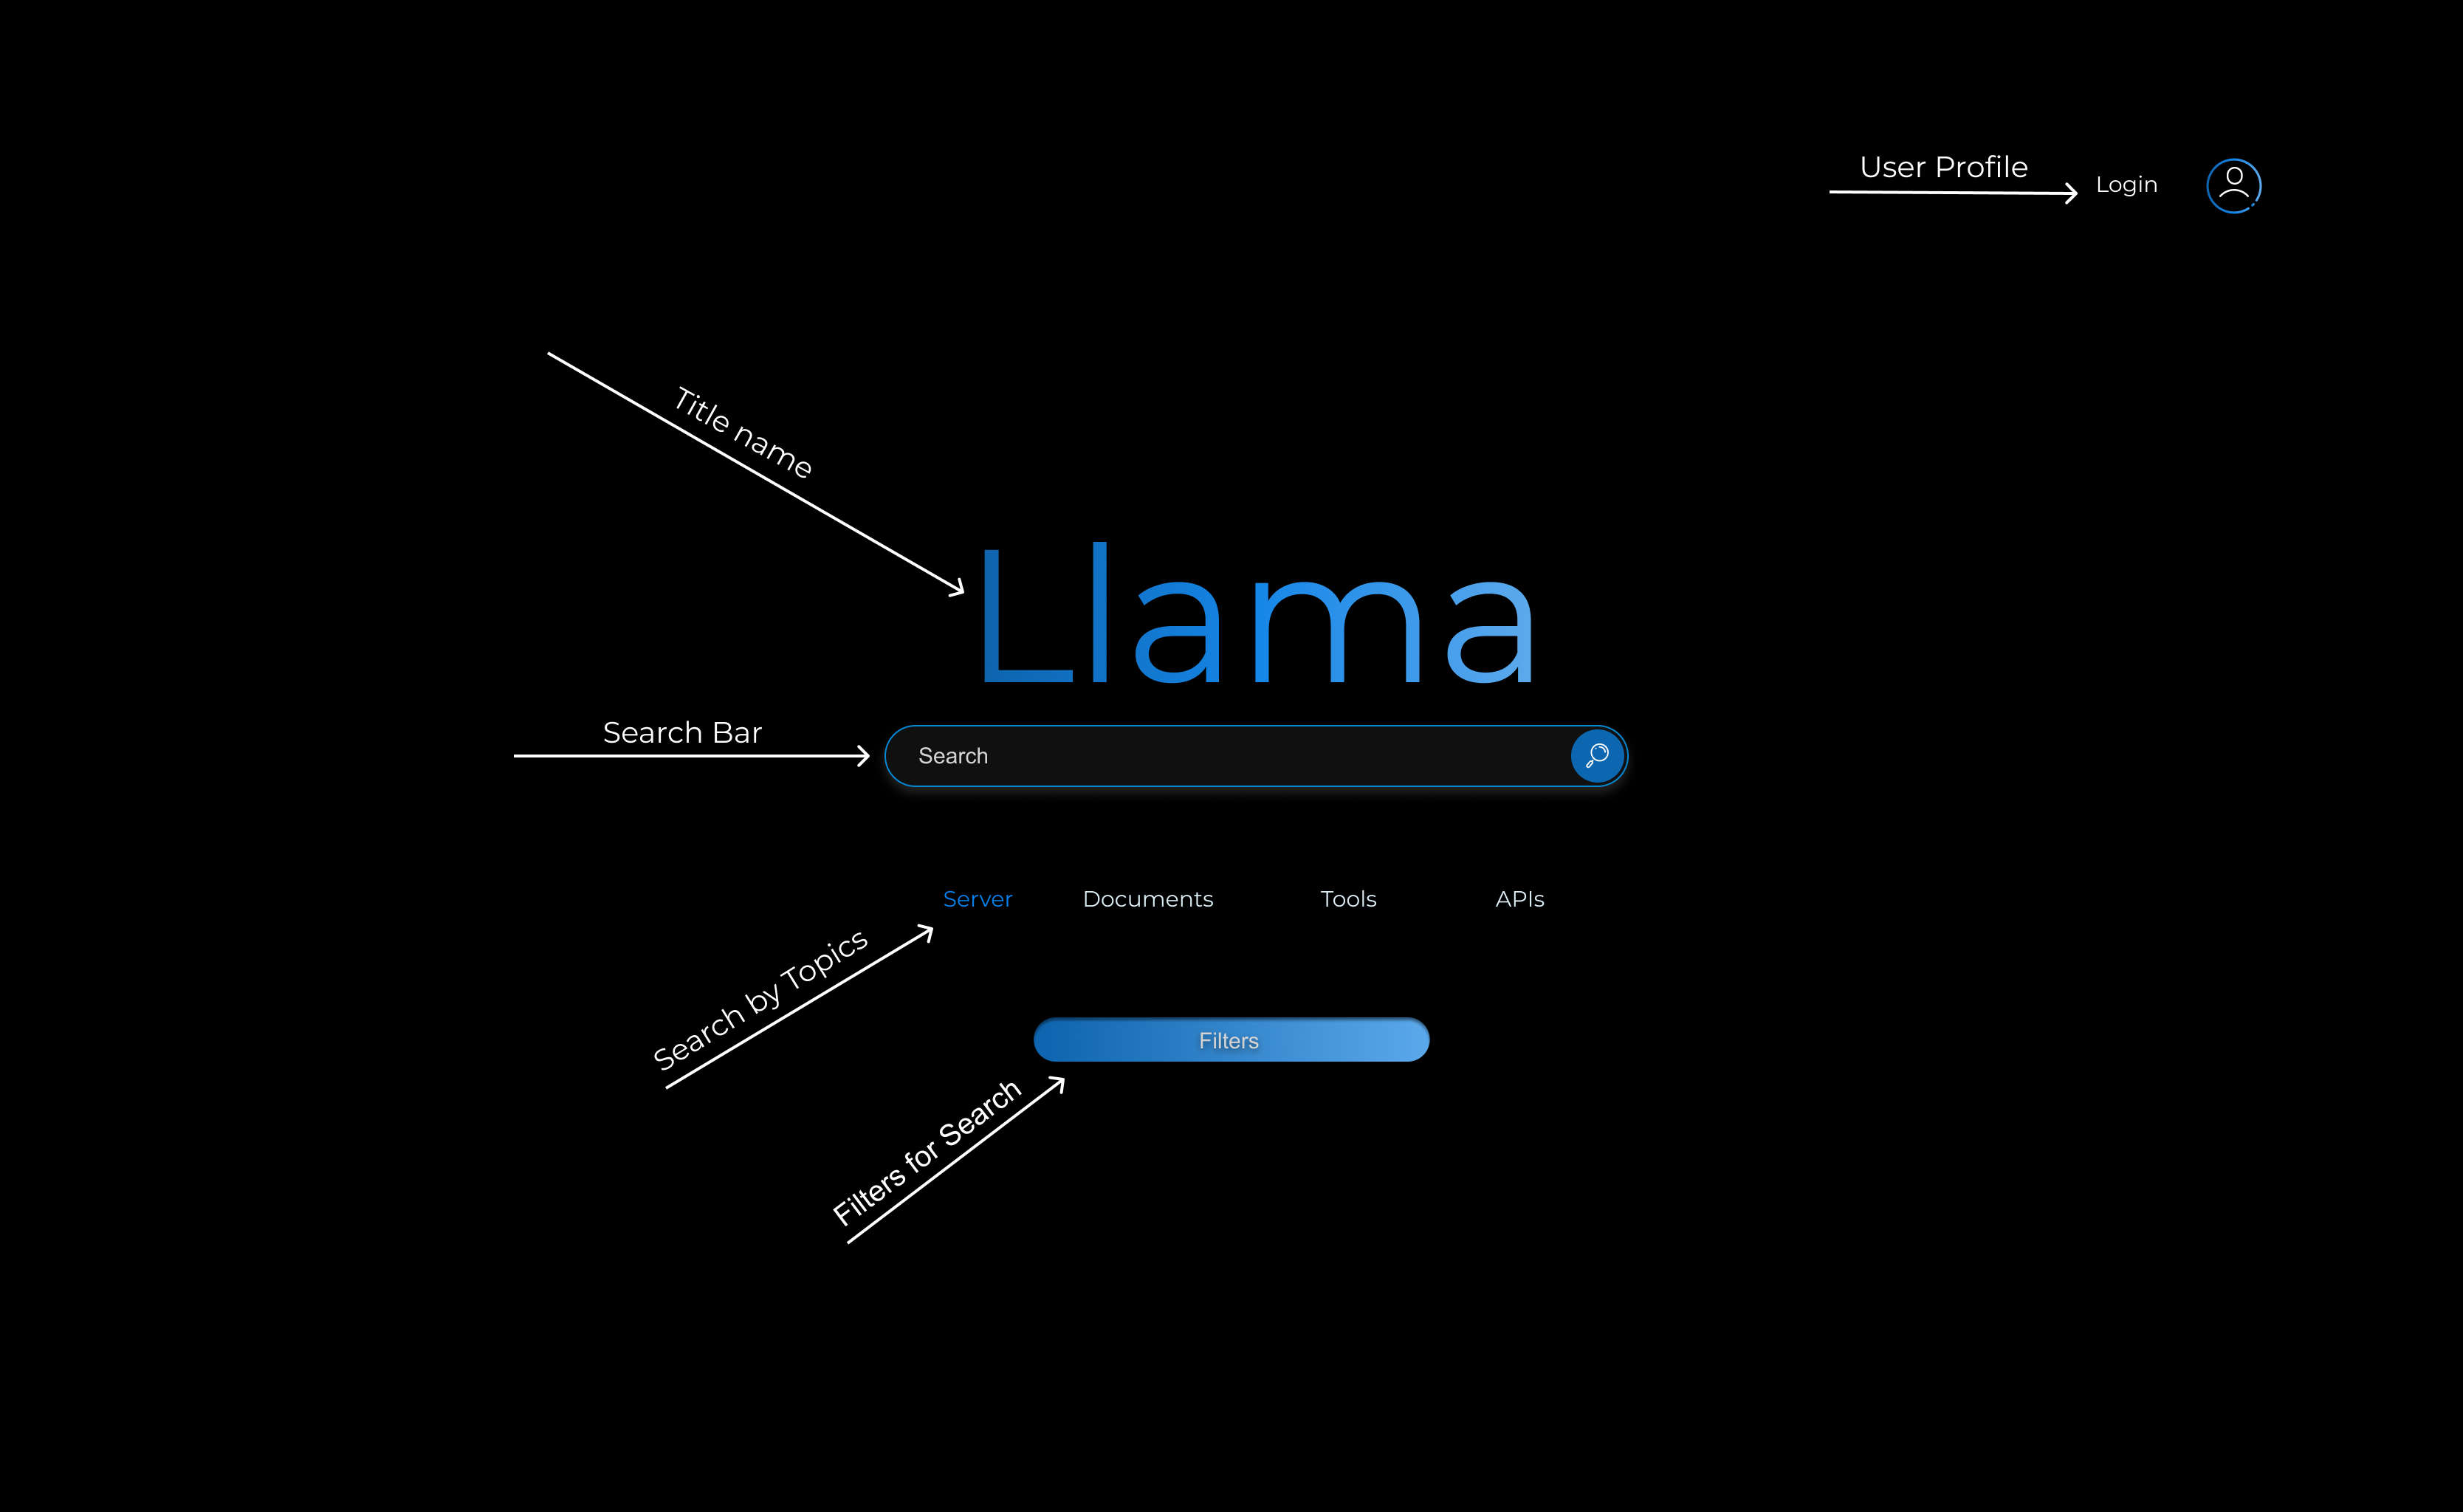 User Profile
Login
Title name
Llama
Search Bar
Search
Server
Documents
Tools
APIs
Search by Topics
Filters
Filters for Search